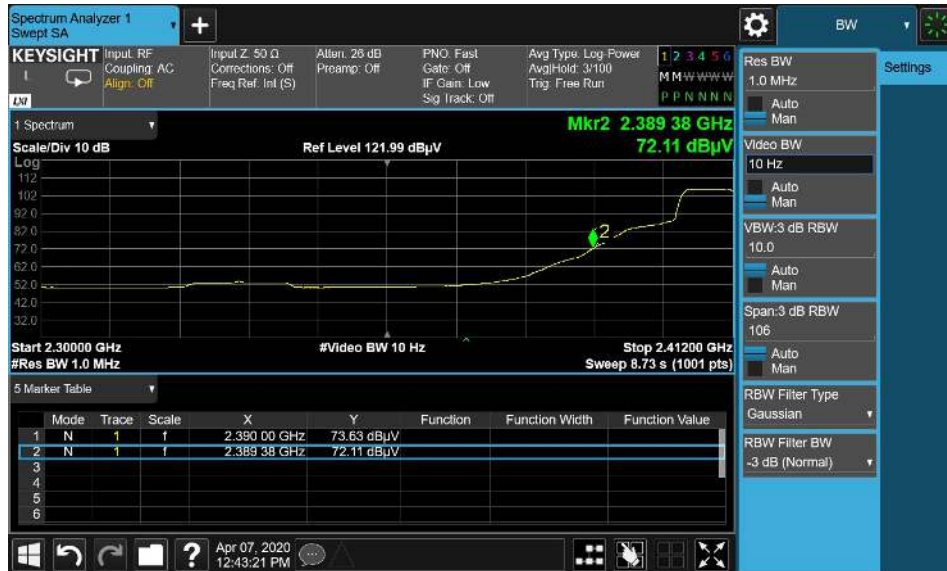 Spectrum Analyzer 1
Swept SA
+
BW
KEYSIGHT Input: RF Input Z: 50 Ω Atten: 26 dB PNO: Fast Avg Type: Log-Power 1 2 3 4 5 6
L Coupling: AC Corrections: Off Preamp: Off Gate: Off Avg|Hold: 3/100 M M W W W W
Align: Off Freq Ref: Int (S) IF Gain: Low Trig: Free Run
LXI Sig Track: Off P P N N N N
1 Spectrum
Mkr2 2.389 38 GHz
Scale/Div 10 dB Ref Level 121.99 dBµV 72.11 dBµV
Log
112
102
92.0
82.0
72.0
62.0
52.0
42.0
32.0
2
Start 2.30000 GHz #Video BW 10 Hz Stop 2.41200 GHz
#Res BW 1.0 MHz Sweep 8.73 s (1001 pts)
5 Marker Table
Mode Trace Scale X Y Function Function Width Function Value
1 N 1 f 2.390 00 GHz 73.63 dBµV
2 N 1 f 2.389 38 GHz 72.11 dBµV
3
4
5
6
Res BW
1.0 MHz
Auto
Man
Video BW
10 Hz
Auto
Man
VBW:3 dB RBW
10.0
Auto
Man
Span:3 dB RBW
106
Auto
Man
RBW Filter Type
Gaussian
RBW Filter BW
-3 dB (Normal)
Settings
?
Apr 07, 2020
12:43:21 PM